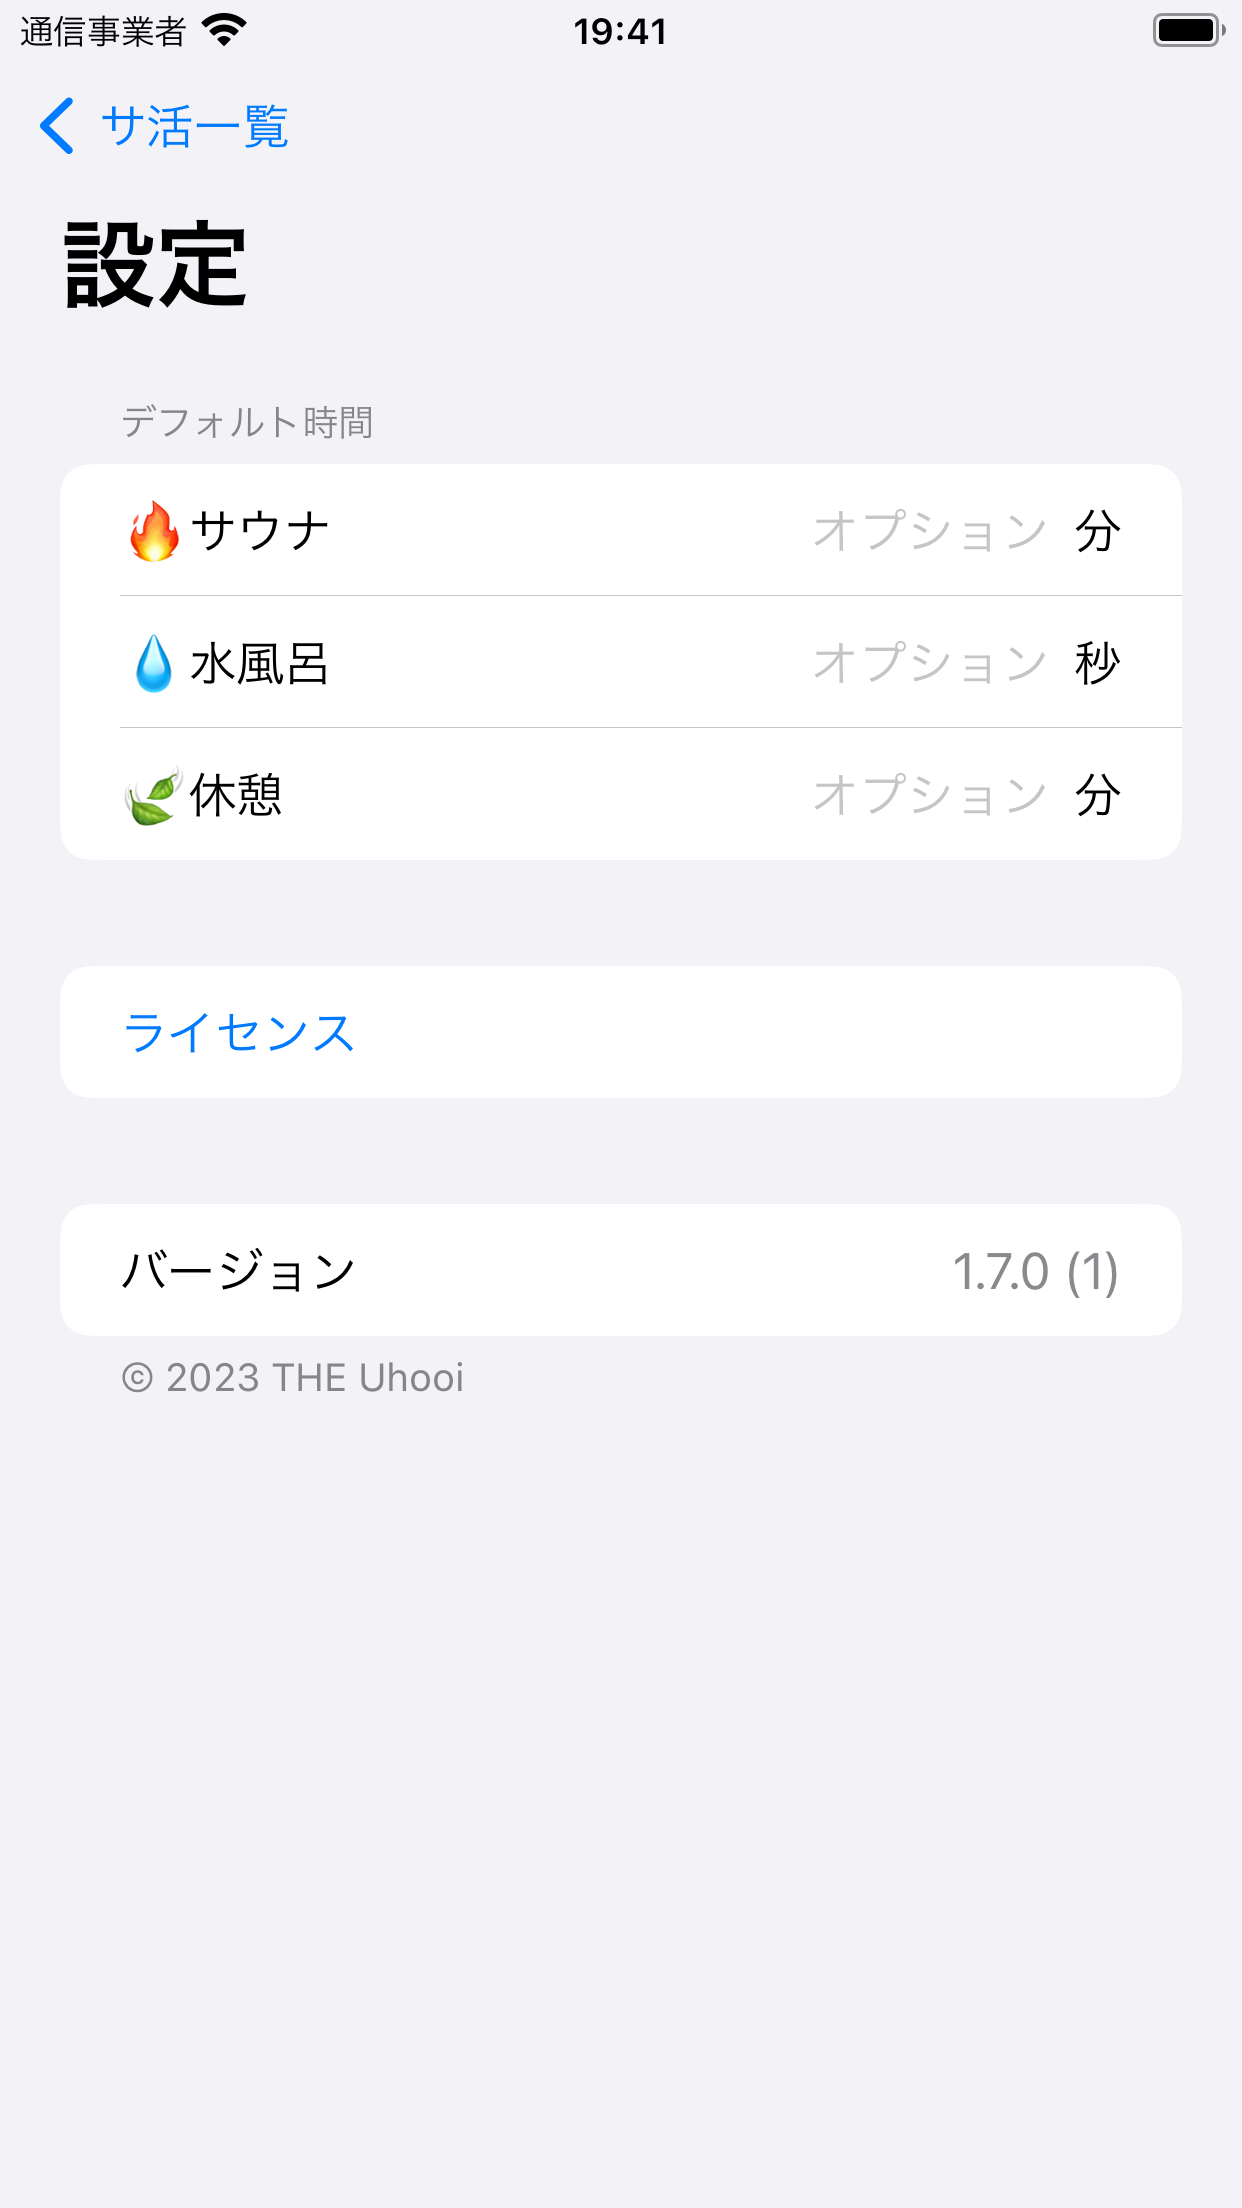 通信事業者 19:41
サ活一覧
設定
デフォルト時間
🔥サウナ オプション 分
💧水風呂 オプション 秒
🍃休憩 オプション 分
ライセンス
バージョン 1.7.0 (1)
© 2023 THE Uhooi